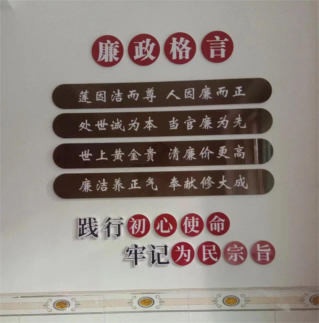 廉政格言
莲因洁而尊 人因廉而正
处世诚为本 当官廉为先
世上黄金贵 清廉价更高
廉洁养正气 奉献修大成
践行初心使命
牢记为民宗旨